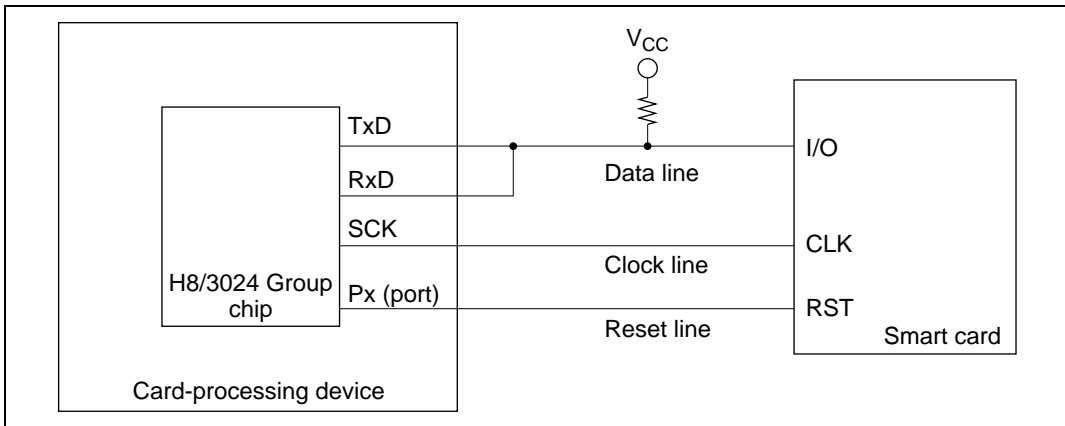 V_CC
TxD
I/O
RxD
Data line
SCK
CLK
Clock line
H8/3024 Group
chip
Px (port)
RST
Reset line
Smart card
Card-processing device